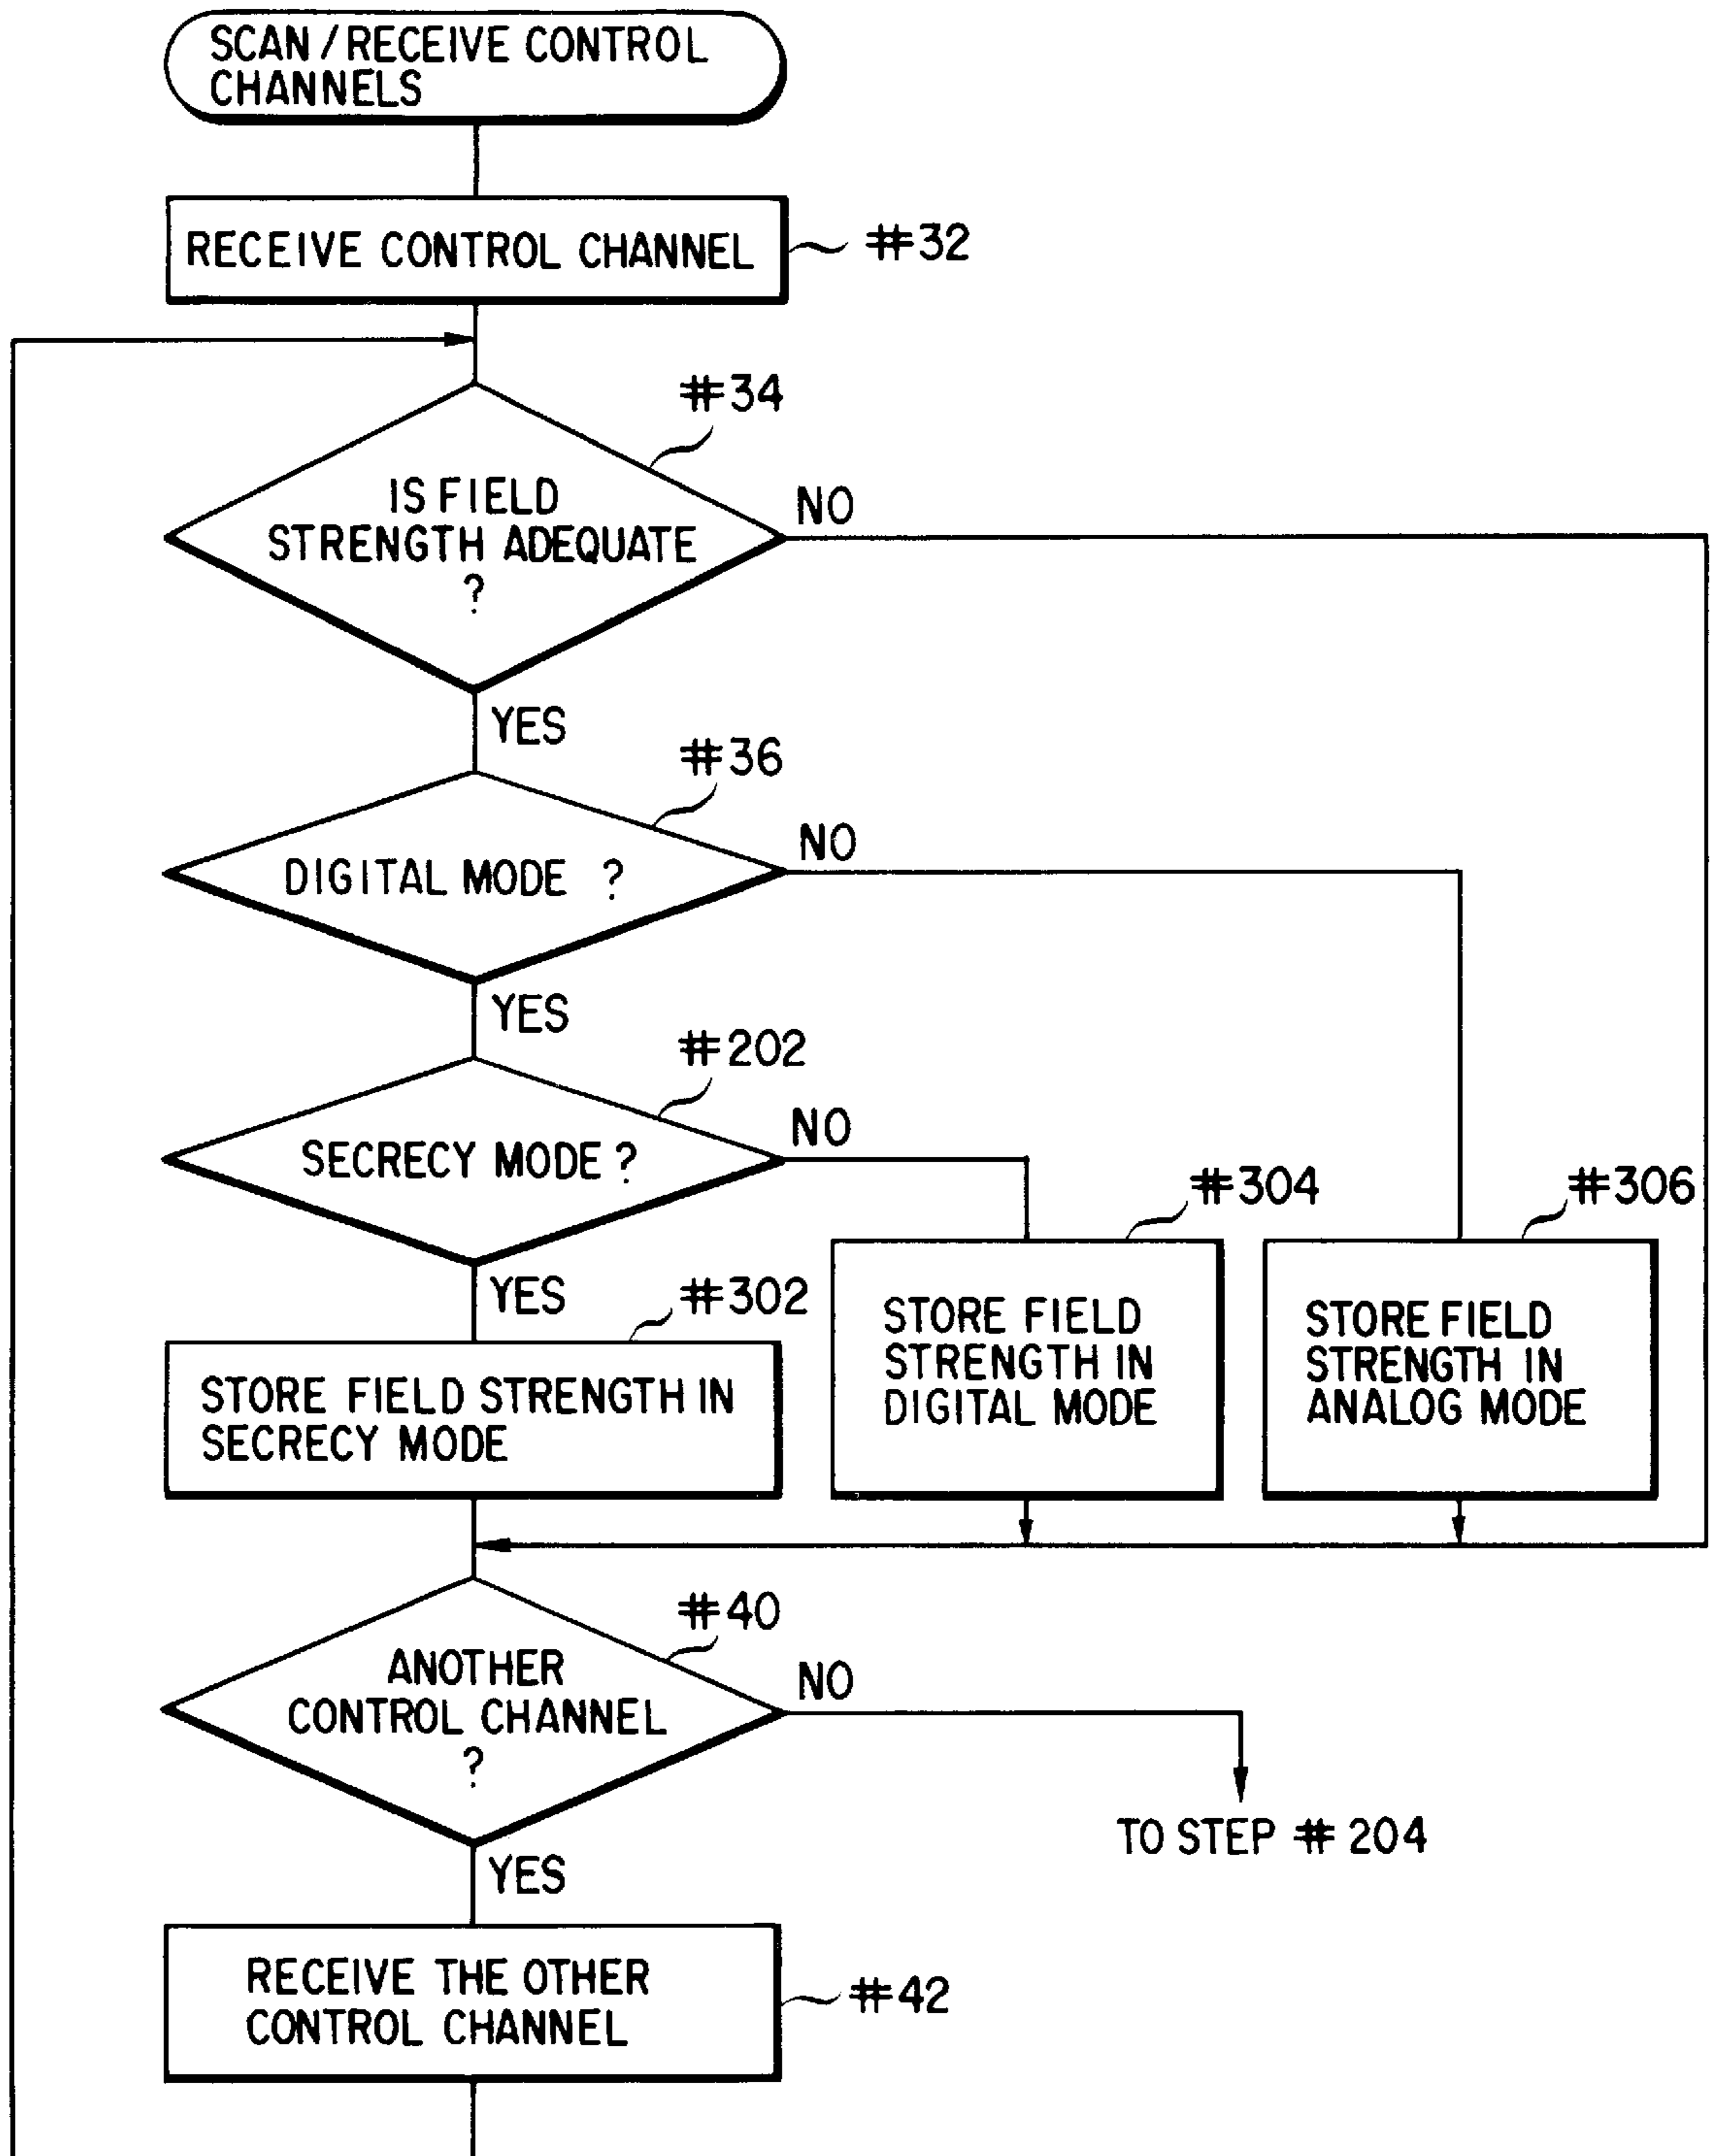 SCAN/RECEIVE CONTROL
CHANNELS
RECEIVE CONTROL CHANNEL
#32
#34
IS FIELD
STRENGTH ADEQUATE
?
NO
YES
#36
DIGITAL MODE ?
NO
YES
#202
SECRECY MODE?
NO
YES
#302
STORE FIELD STRENGTH IN
SECRECY MODE
#304
STORE FIELD
STRENGTH IN
DIGITAL MODE
#306
STORE FIELD
STRENGTH IN
ANALOG MODE
#40
ANOTHER
CONTROL CHANNEL
?
NO
TO STEP # 204
YES
RECEIVE THE OTHER
CONTROL CHANNEL
#42